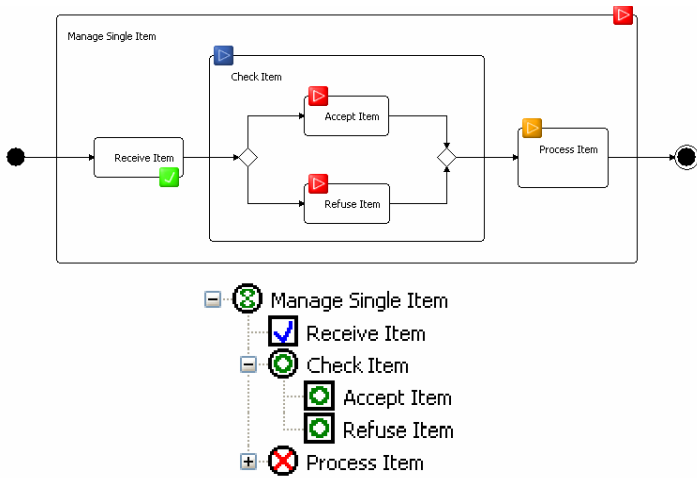 Manage Single Item
Check Item
Accept Item
Receive Item
Process Item
Refuse Item
Manage Single Item
Receive Item
Check Item
Accept Item
Refuse Item
Process Item